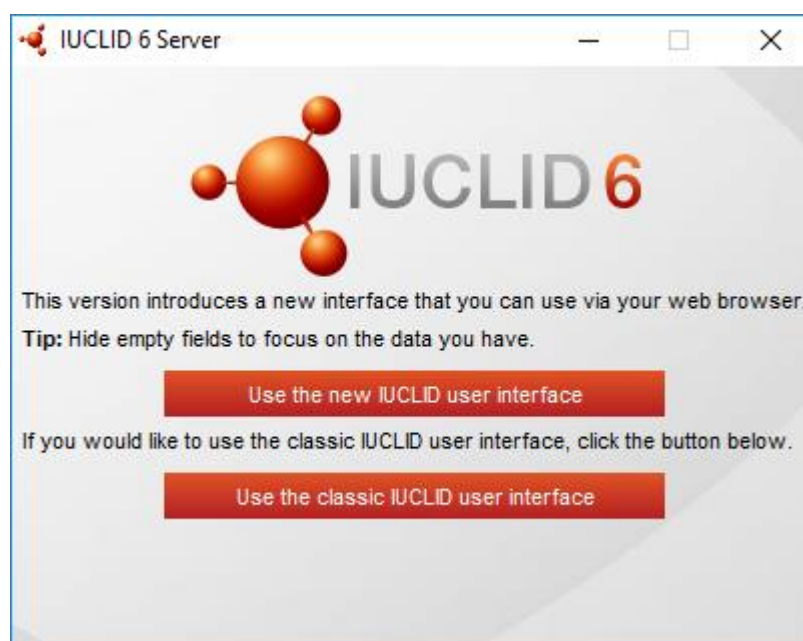 IUCLID 6 Server
IUCLID 6
This version introduces a new interface that you can use via your web browser.
Tip: Hide empty fields to focus on the data you have.
Use the new IUCLID user interface
If you would like to use the classic IUCLID user interface, click the button below.
Use the classic IUCLID user interface